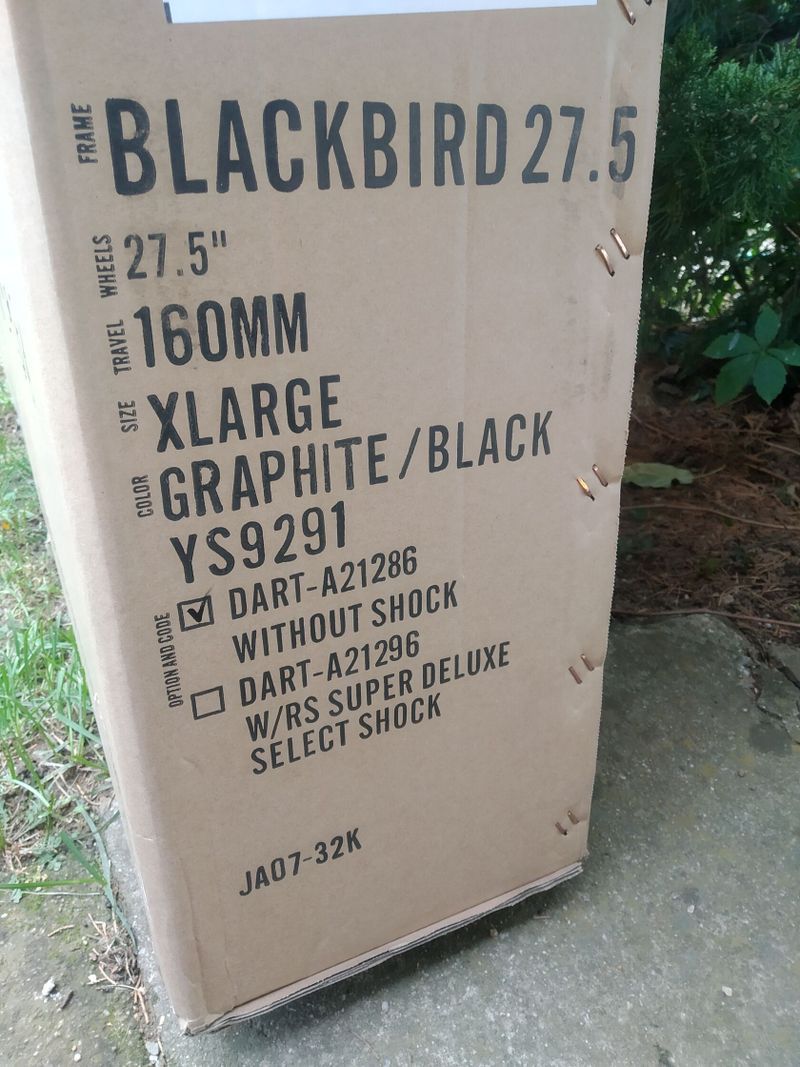 FRAME BLACKBIRD 27.5
WHEELS 27.5"
TRAVEL 160MM
SIZE XLARGE
COLOR GRAPHITE/BLACK
YS9291
OPTION AND CODE
DART-A21286
WITHOUT SHOCK
DART-A21296
W/RS SUPER DELUXE
SELECT SHOCK
JA07-32K